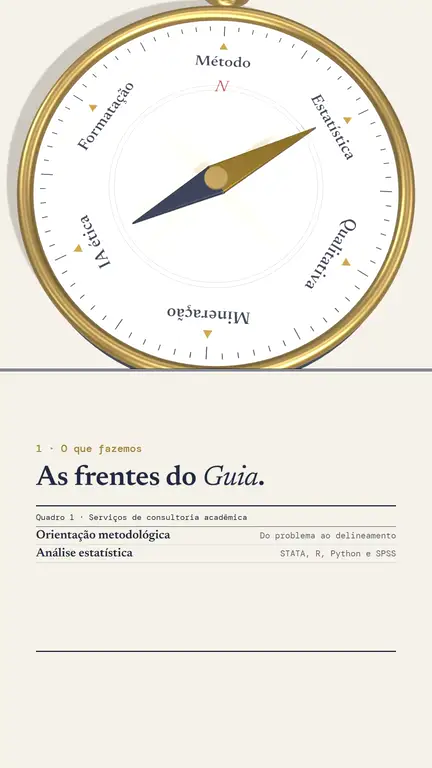 Método
N
Formatação
Estatística
IA ética
Qualitativa
Mineração
1 · O que fazemos
As frentes do Guia.
Quadro 1 · Serviços de consultoria acadêmica
Orientação metodológica Do problema ao delineamento
Análise estatística STATA, R, Python e SPSS